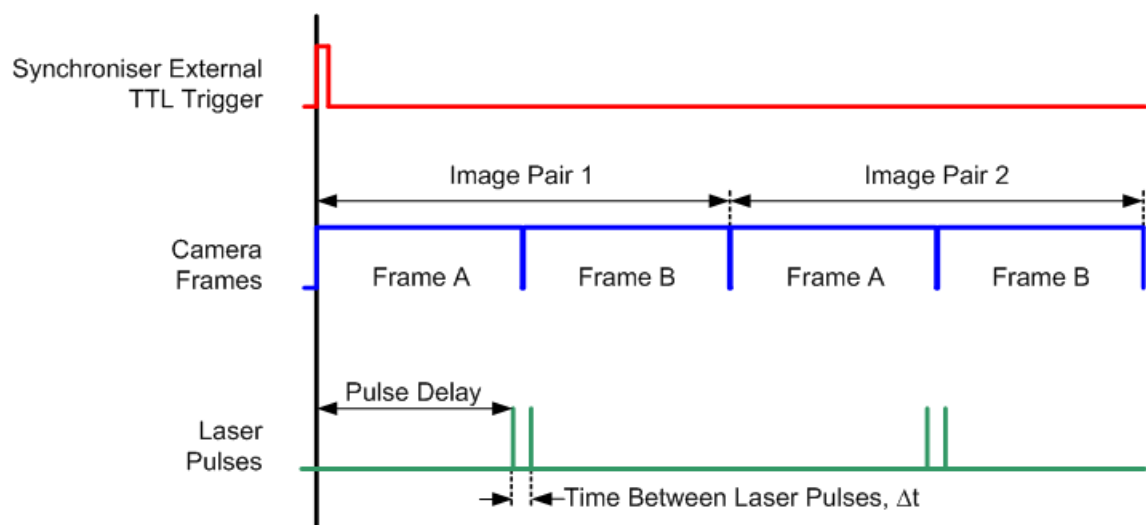 Synchroniser External
TTL Trigger
Image Pair 1
Image Pair 2
Camera
Frames
Frame A
Frame B
Frame A
Frame B
Pulse Delay
Laser
Pulses
Time Between Laser Pulses, Δt